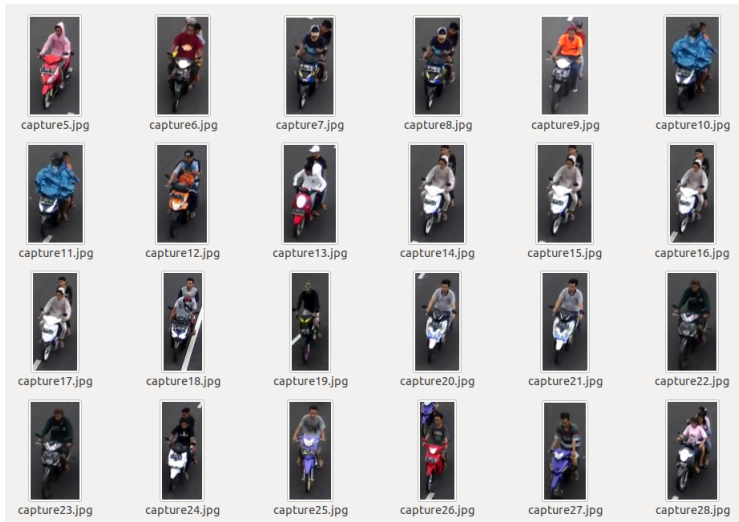 capture5.jpg capture6.jpg capture7.jpg capture8.jpg capture9.jpg capture10.jpg
capture11.jpg capture12.jpg capture13.jpg capture14.jpg capture15.jpg capture16.jpg
capture17.jpg capture18.jpg capture19.jpg capture20.jpg capture21.jpg capture22.jpg
capture23.jpg capture24.jpg capture25.jpg capture26.jpg capture27.jpg capture28.jpg